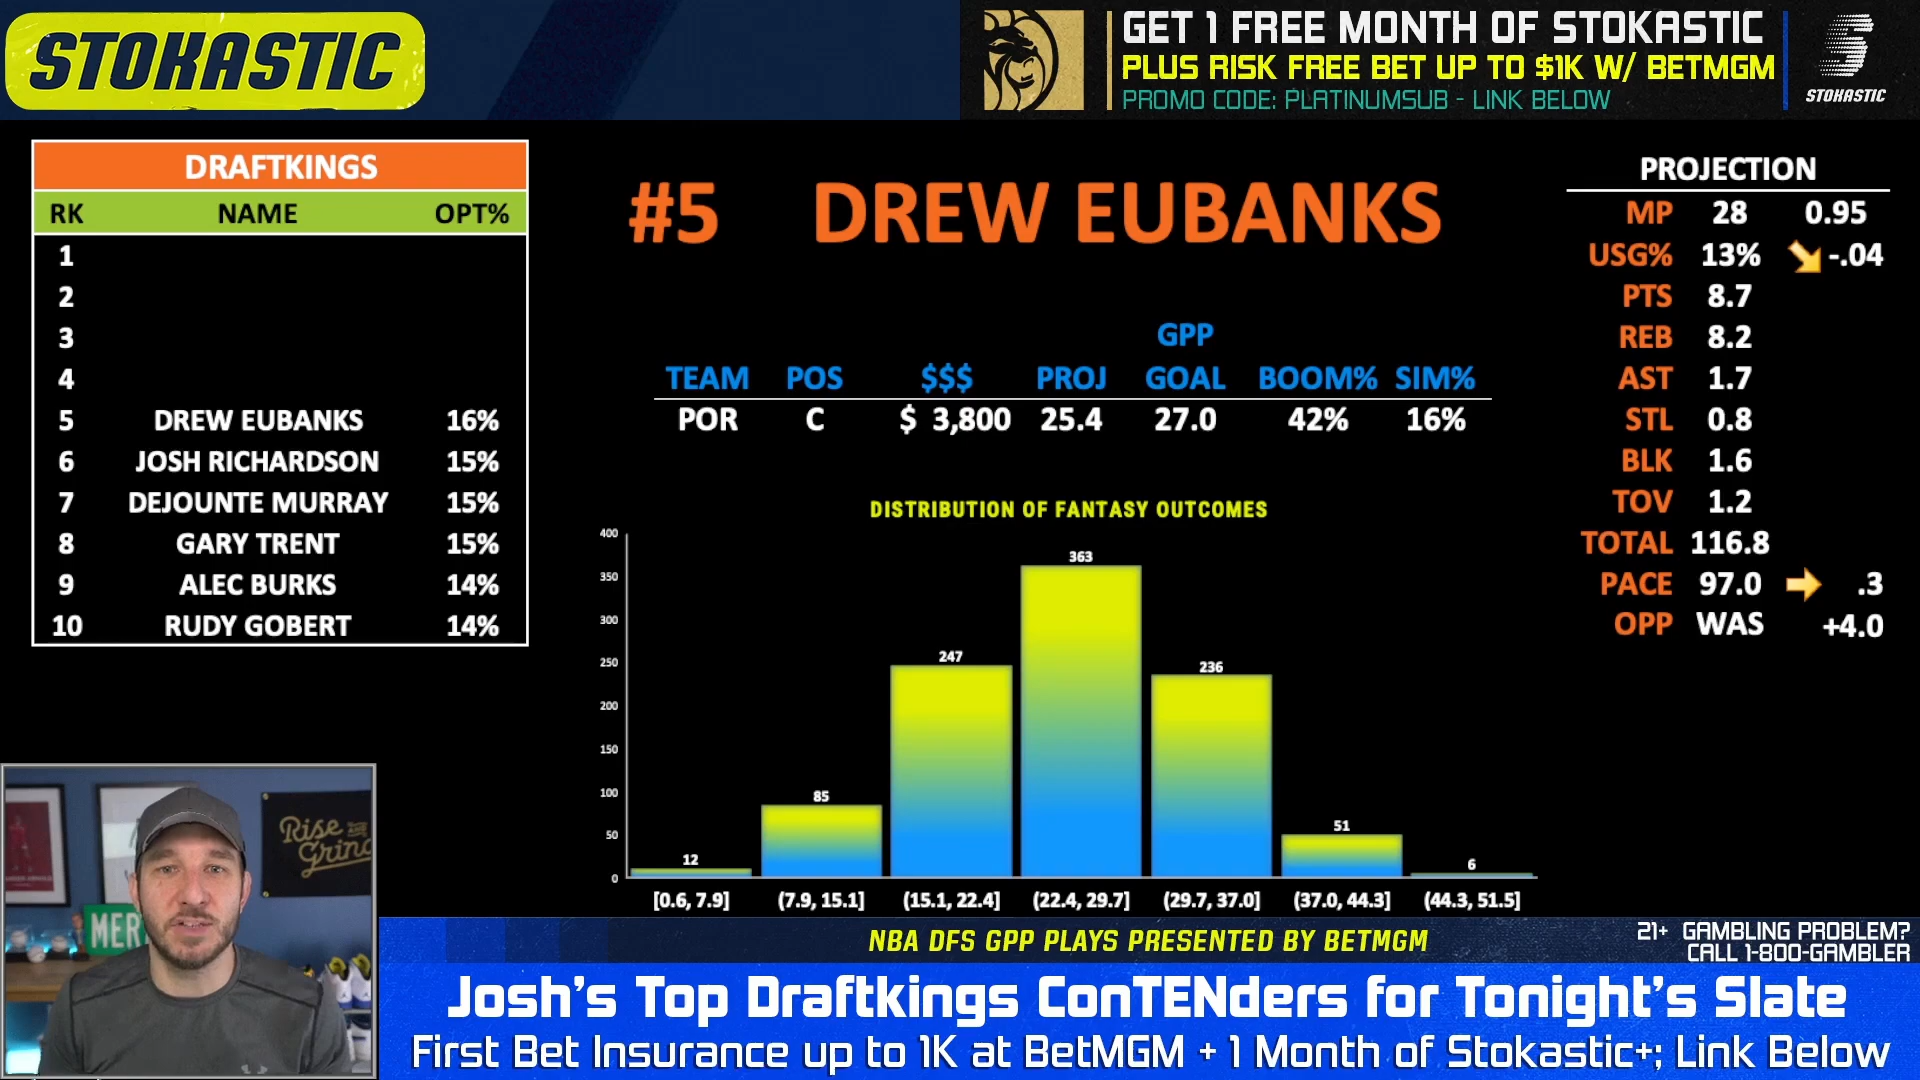 STOKASTIC
GET 1 FREE MONTH OF STOKASTIC
PLUS RISK FREE BET UP TO $1K W/ BETMGM
PROMO CODE: PLATINUMSUB - LINK BELOW
STOKASTIC
DRAFTKINGS
RK NAME OPT%
1
2
3
4
5 DREW EUBANKS 16%
6 JOSH RICHARDSON 15%
7 DEJOUNTE MURRAY 15%
8 GARY TRENT 15%
9 ALEC BURKS 14%
10 RUDY GOBERT 14%
#5 DREW EUBANKS
GPP
TEAM POS $$$ PROJ GOAL BOOM% SIM%
POR C $ 3,800 25.4 27.0 42% 16%
DISTRIBUTION OF FANTASY OUTCOMES
400
350
300
250
200
150
100
50
0
12
85
247
363
236
51
6
[0.6, 7.9] (7.9, 15.1] (15.1, 22.4] (22.4, 29.7] (29.7, 37.0] (37.0, 44.3] (44.3, 51.5]
PROJECTION
MP 28 0.95
USG% 13% -.04
PTS 8.7
REB 8.2
AST 1.7
STL 0.8
BLK 1.6
TOV 1.2
TOTAL 116.8
PACE 97.0 .3
OPP WAS +4.0
Rise AND
Grind
MER
NBA DFS GPP PLAYS PRESENTED BY BETMGM
21+ GAMBLING PROBLEM?
CALL 1-800-GAMBLER
Josh's Top Draftkings ConTENders for Tonight's Slate
First Bet Insurance up to 1K at BetMGM + 1 Month of Stokastic+; Link Below